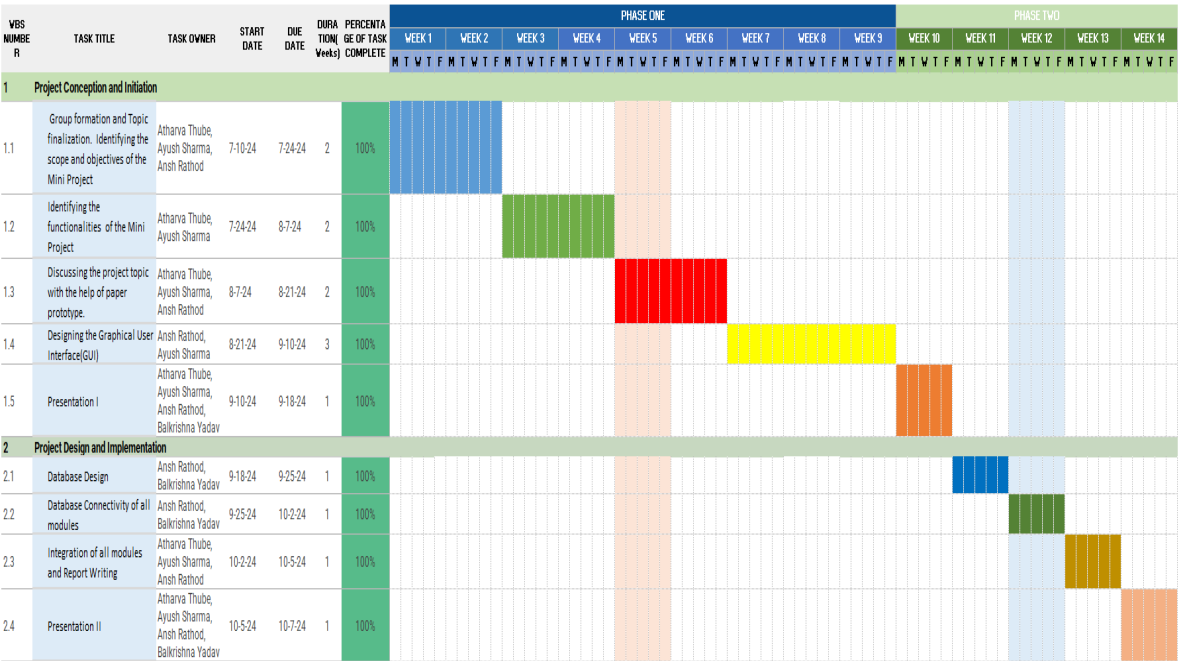 PHASE ONE PHASE TWO
WBS NUMBE R TASK TITLE TASK OWNER START DATE DUE DATE DURA TION( Weeks) PERCENTA GE OF TASK COMPLETE WEEK 1 WEEK 2 WEEK 3 WEEK 4 WEEK 5 WEEK 6 WEEK 7 WEEK 8 WEEK 9 WEEK 10 WEEK 11 WEEK 12 WEEK 13 WEEK 14
M T W T F M T W T F M T W T F M T W T F M T W T F M T W T F M T W T F M T W T F M T W T F M T W T F M T W T F M T W T F M T W T F M T W T F
1 Project Conception and Initiation
1.1
Group formation and Topic
finalization. Identifying the
scope and objectives of the
Mini Project
Atharva Thube,
Ayush Sharma,
Ansh Rathod
7-10-24 7-24-24 2 100%
1.2
Identifying the
functionalities of the Mini
Project
Atharva Thube,
Ayush Sharma
7-24-24 8-7-24 2 100%
1.3
Discussing the project topic
with the help of paper
prototype.
Atharva Thube,
Ayush Sharma,
Ansh Rathod
8-7-24 8-21-24 2 100%
1.4
Designing the Graphical User
Interface(GUI)
Ansh Rathod,
Ayush Sharma
8-21-24 9-10-24 3 100%
1.5
Presentation I
Atharva Thube,
Ayush Sharma,
Ansh Rathod,
Balkrishna Yadav
9-10-24 9-18-24 1 100%
2 Project Design and Implementation
2.1
Database Design
Ansh Rathod,
Balkrishna Yadav
9-18-24 9-25-24 1 100%
2.2
Database Connectivity of all
modules
Ansh Rathod,
Balkrishna Yadav
9-25-24 10-2-24 1 100%
2.3
Integration of all modules
and Report Writing
Atharva Thube,
Ayush Sharma,
Ansh Rathod
10-2-24 10-5-24 1 100%
2.4
Presentation II
Atharva Thube,
Ayush Sharma,
Ansh Rathod,
Balkrishna Yadav
10-5-24 10-7-24 1 100%